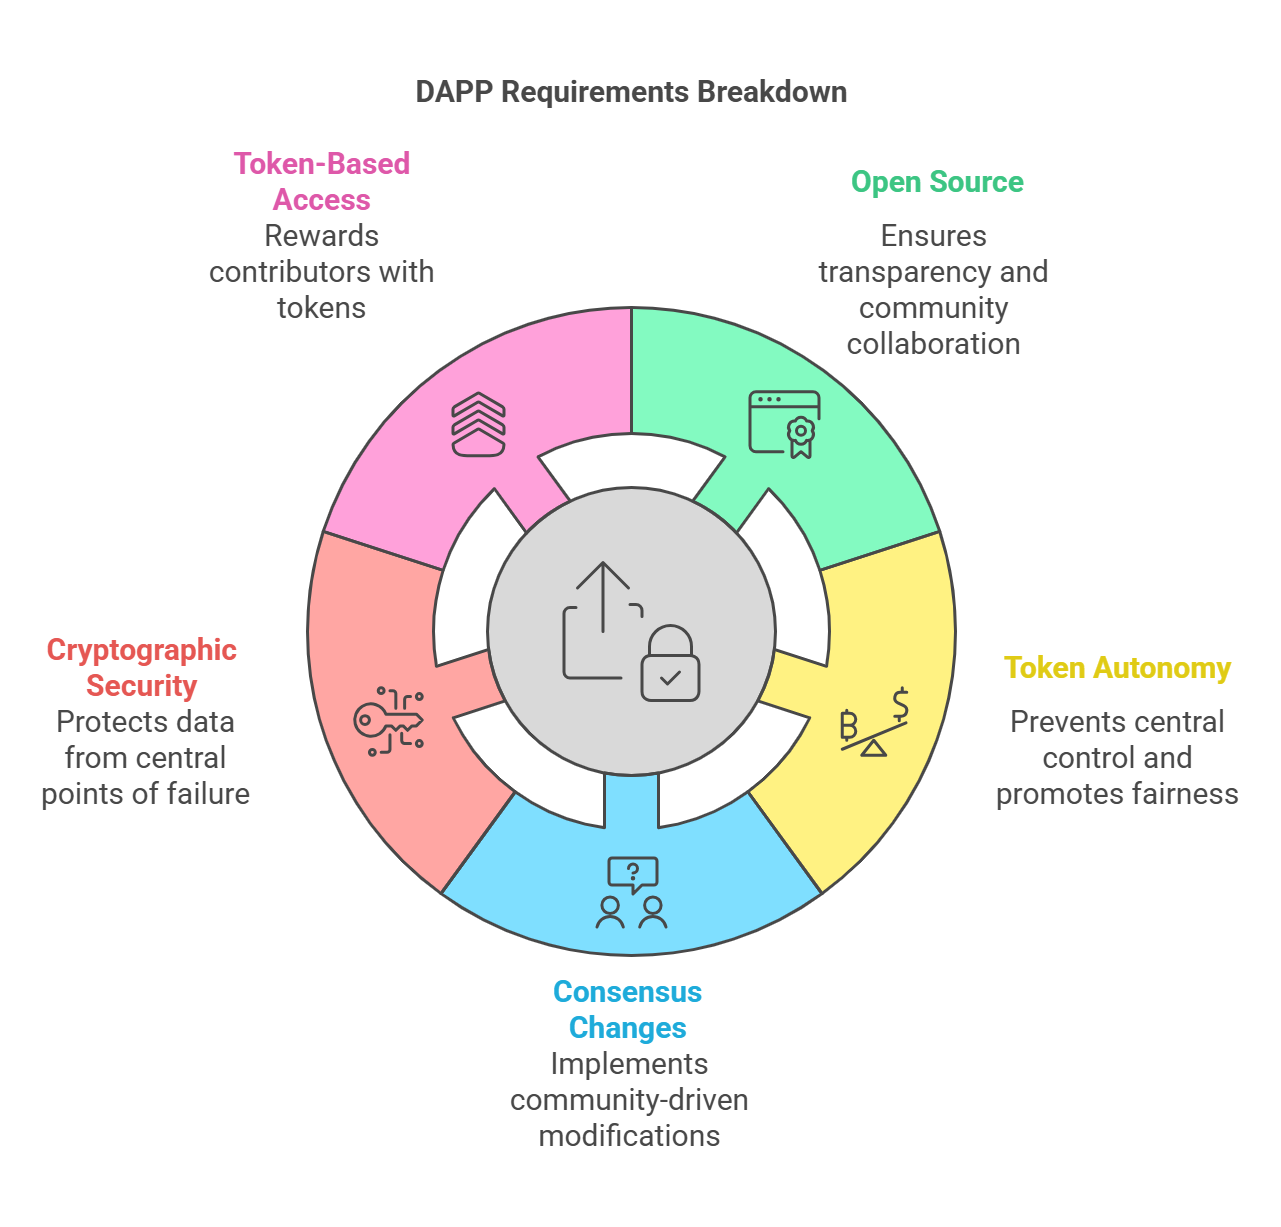 DAPP Requirements Breakdown
Token-Based
Access
Rewards
contributors with
tokens
Open Source
Ensures
transparency and
community
collaboration
Cryptographic
Security
Protects data
from central
points of failure
Token Autonomy
Prevents central
control and
promotes fairness
B
$
?
Consensus
Changes
Implements
community-driven
modifications